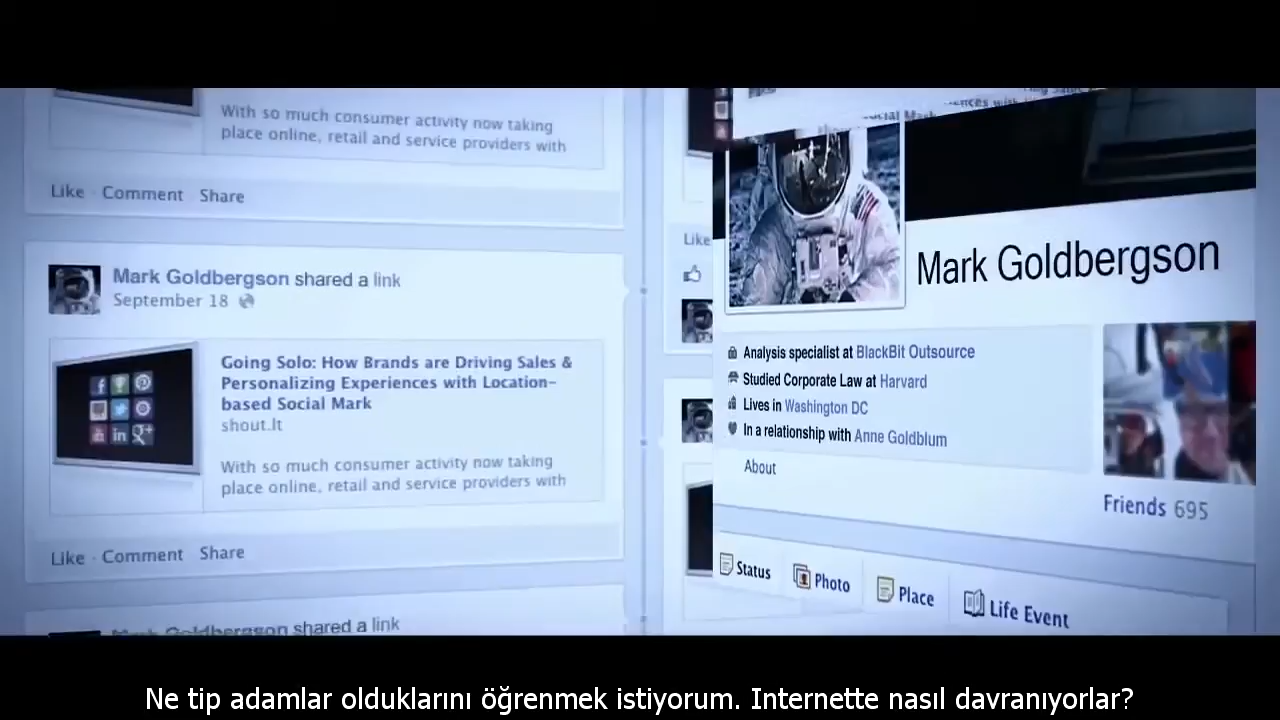 With so much consumer activity now taking
place online, retail and service providers with
Like · Comment Share
Mark Goldbergson shared a link
September 18
Going Solo: How Brands are Driving Sales &
Personalizing Experiences with Location-
based Social Mark
shout.lt
With so much consumer activity now taking
place online, retail and service providers with
Like · Comment Share
Mark Goldbergson shared a link
Like
Mark Goldbergson
Analysis specialist at BlackBit Outsource
Studied Corporate Law at Harvard
Lives in Washington DC
In a relationship with Anne Goldblum
About
Friends 695
Status
Photo
Place
Life Event
Ne tip adamlar olduklarını öğrenmek istiyorum. Internette nasıl davranıyorlar?